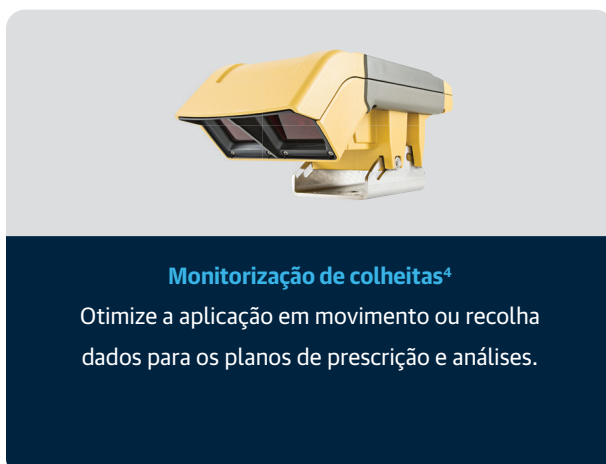 Monitorização de colheitas⁴
Otimize a aplicação em movimento ou recolha
dados para os planos de prescrição e análises.